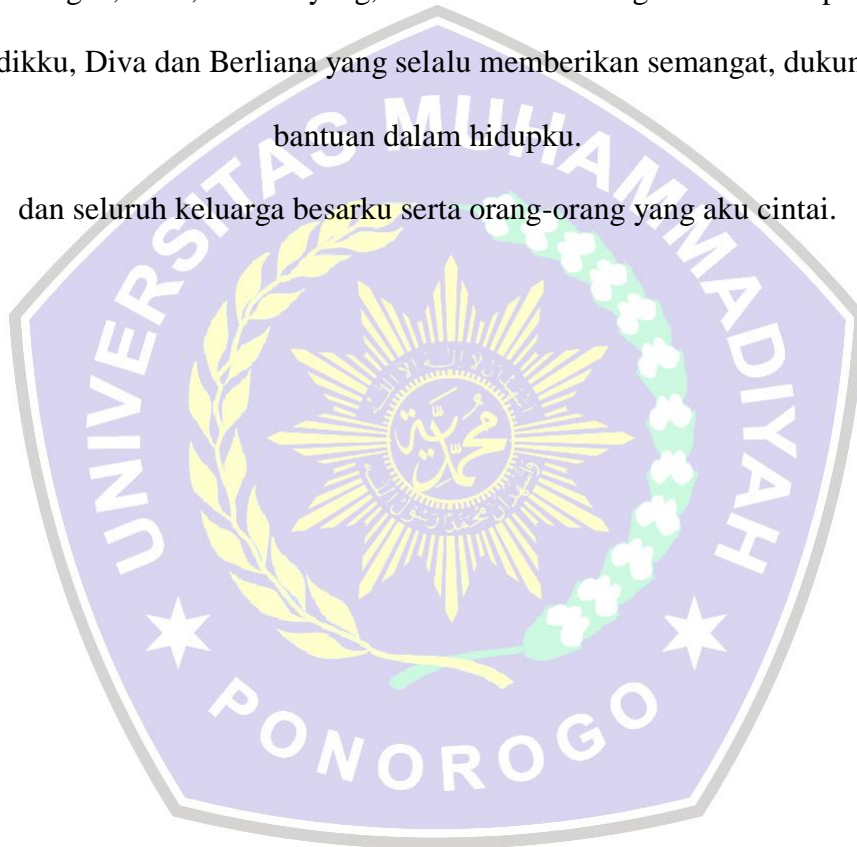 dikku, Diva dan Berliana yang selalu memberikan semangat, dukun
bantuan dalam hidupku.
dan seluruh keluarga besarku serta orang-orang yang aku cintai.
UNIVERSITAS MUHAMMADIYAH
محمدية
PONOROGO